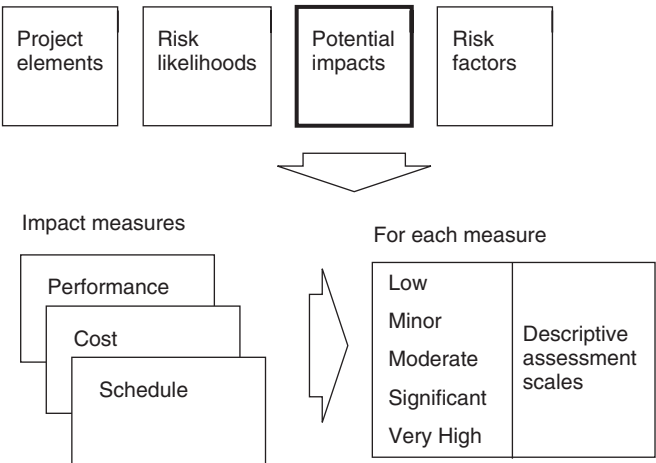 Project
elements
Risk
likelihoods
Potential
impacts
Risk
factors
Impact measures
Performance
Cost
Schedule
For each measure
Low
Minor
Moderate
Significant
Very High
Descriptive
assessment
scales